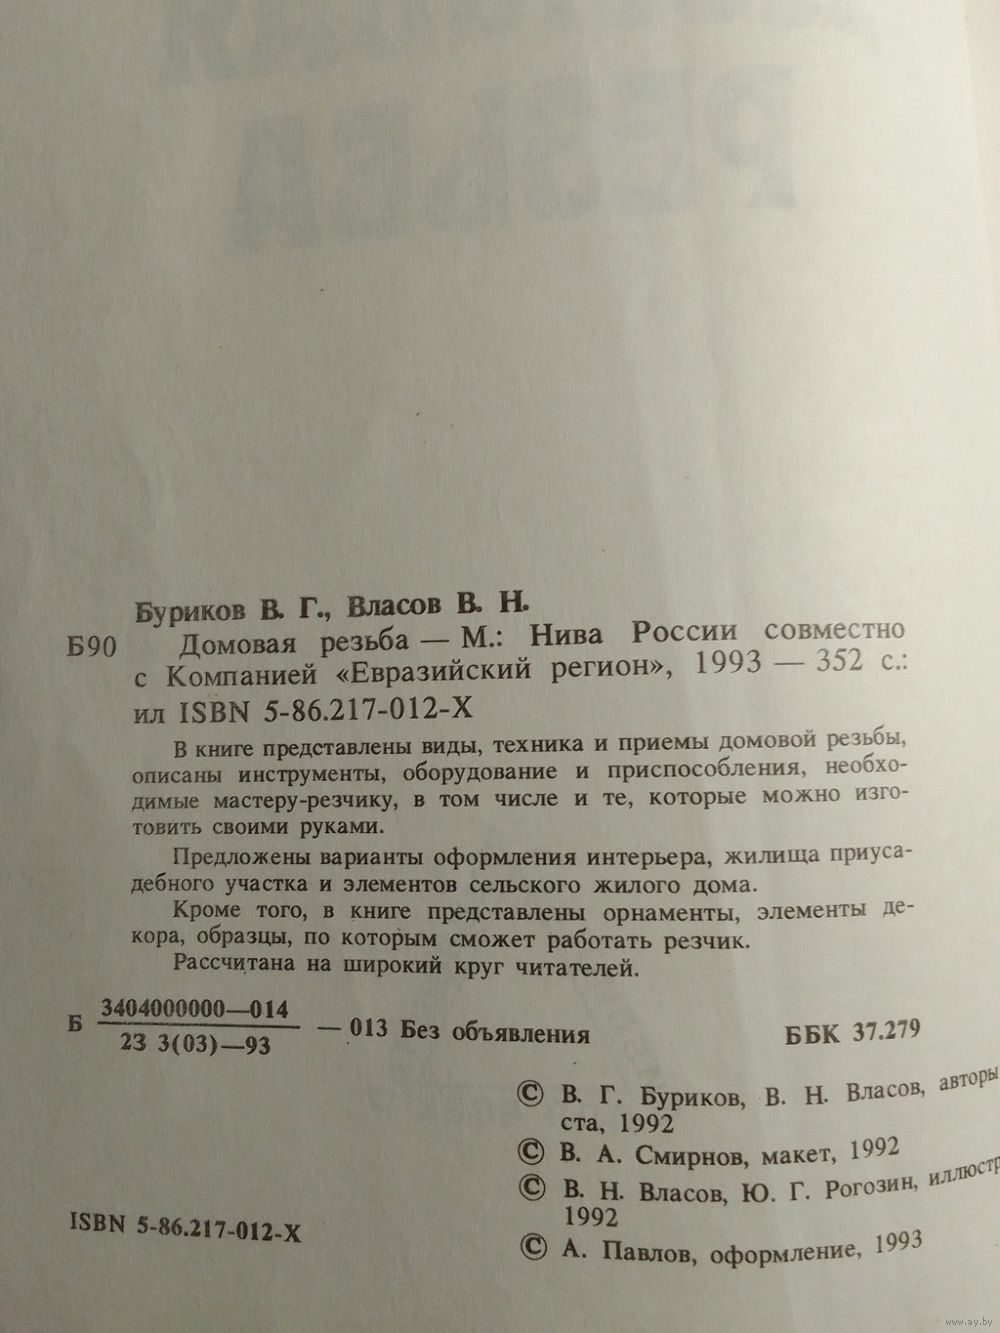 Буриков В. Г., Власов В. Н.
Б90 Домовая резьба — М.: Нива России совместно
с Компанией «Евразийский регион», 1993 — 352 с.:
ил ISBN 5-86.217-012-X
В книге представлены виды, техника и приемы домовой резьбы,
описаны инструменты, оборудование и приспособления, необхо-
димые мастеру-резчику, в том числе и те, которые можно изго-
товить своими руками.
Предложены варианты оформления интерьера, жилища приуса-
дебного участка и элементов сельского жилого дома.
Кроме того, в книге представлены орнаменты, элементы де-
кора, образцы, по которым сможет работать резчик.
Рассчитана на широкий круг читателей.
Б 3404000000—014
23 3(03)—93
— 013 Без объявления
ББК 37.279
© В. Г. Буриков, В. Н. Власов, авторы
ста, 1992
© В. А. Смирнов, макет, 1992
© В. Н. Власов, Ю. Г. Рогозин, иллюстр
1992
ISBN 5-86.217-012-X
© А. Павлов, оформление, 1993
www.ay.by